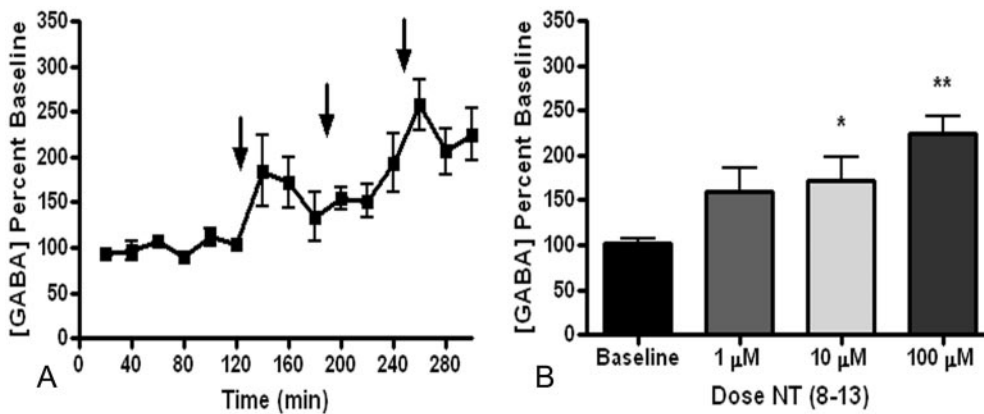 [GABA] Percent Baseline
350
300
250
200
150
100
50
0
0 40 80 120 160 200 240 280
Time (min)
A
[GABA] Percent Baseline
350
300
250
200
150
100
50
0
*
**
Baseline 1 µM 10 µM 100 µM
Dose NT (8-13)
B